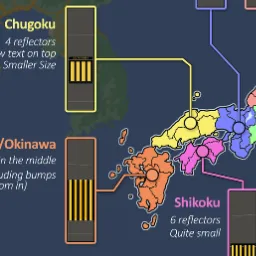 Chugoku
4 reflectors
w text on top
Smaller Size
/Okinawa
in the middle
uding bumps
om in)
Shikoku
6 reflectors
Quite small